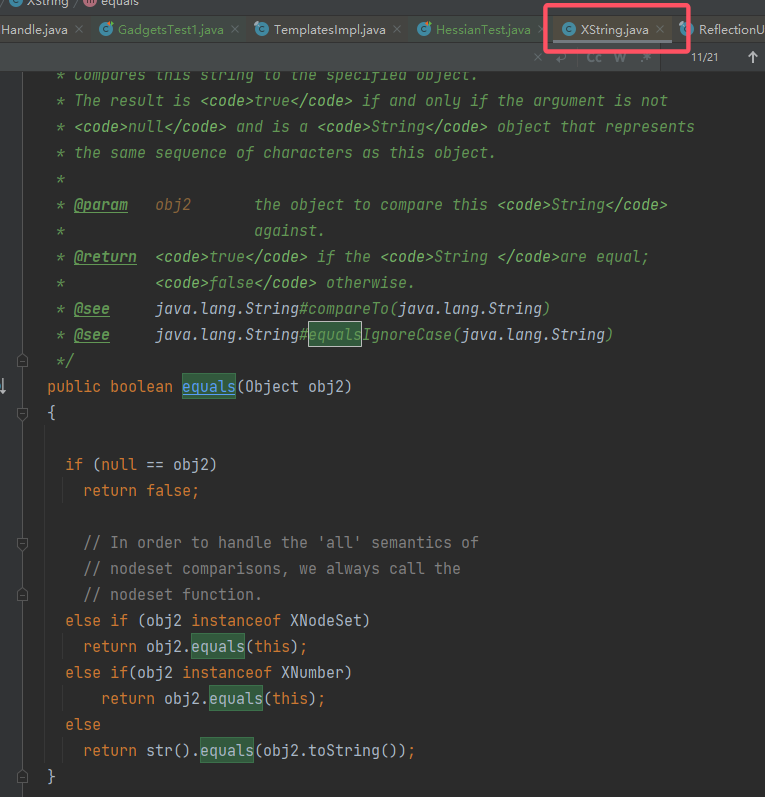 XString equals
Handle.java GadgetsTest1.java TemplatesImpl.java HessianTest.java XString.java ReflectionU
Cc W .* 11/21
* Compares this string to the specified object.
* The result is <code>true</code> if and only if the argument is not
* <code>null</code> and is a <code>String</code> object that represents
* the same sequence of characters as this object.
*
* @param obj2 the object to compare this <code>String</code>
* against.
* @return <code>true</code> if the <code>String </code>are equal;
* <code>false</code> otherwise.
* @see java.lang.String#compareTo(java.lang.String)
* @see java.lang.String#equalsIgnoreCase(java.lang.String)
*/
public boolean equals(Object obj2)
{
if (null == obj2)
return false;
// In order to handle the 'all' semantics of
// nodeset comparisons, we always call the
// nodeset function.
else if (obj2 instanceof XNodeSet)
return obj2.equals(this);
else if(obj2 instanceof XNumber)
return obj2.equals(this);
else
return str().equals(obj2.toString());
}